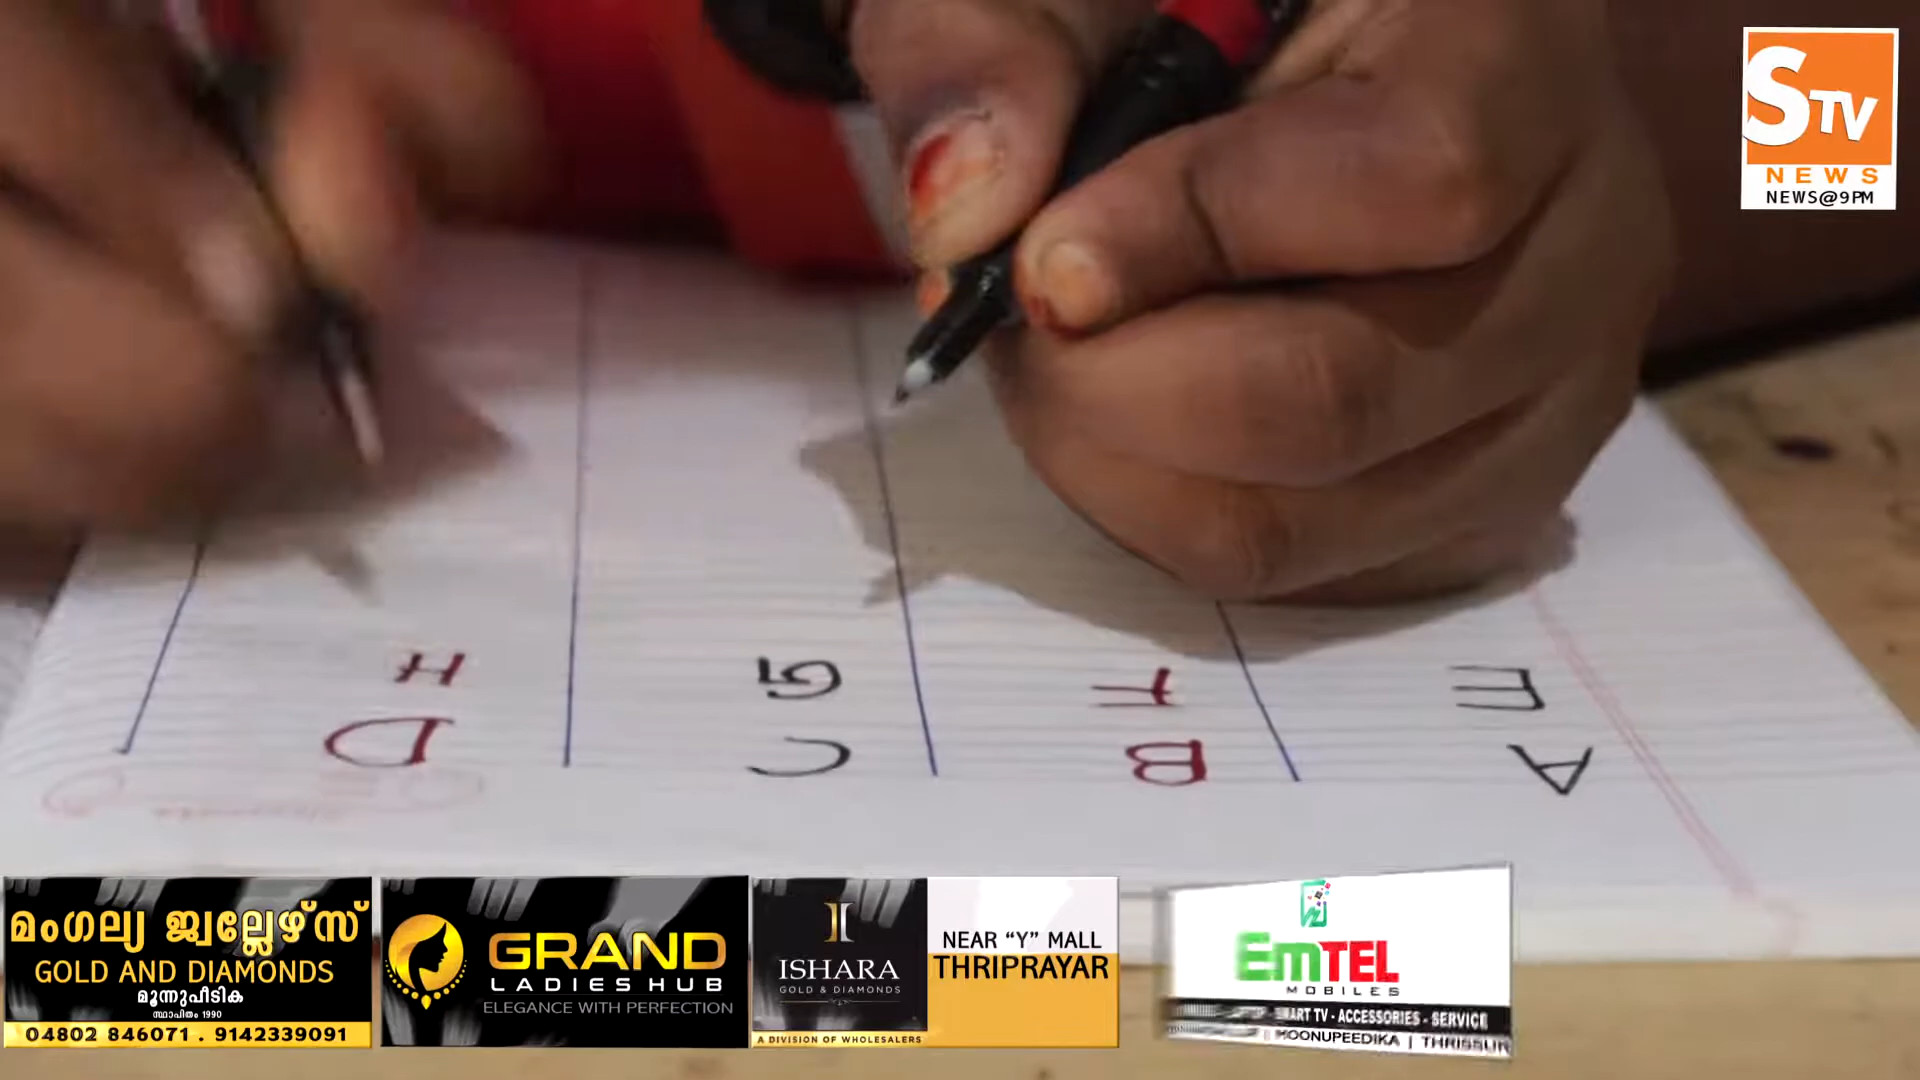 STV
NEWS
NEWS@9PM
A B C D
E F G H
മംഗല്യ ജ്വല്ലേഴ്സ്
GOLD AND DIAMONDS
മൂന്നുപീടിക
സ്ഥാപിതം 1990
04802 846071 . 9142339091
GRAND
LADIES HUB
ELEGANCE WITH PERFECTION
ISHARA
GOLD & DIAMONDS
A DIVISION OF WHOLESALERS
NEAR “Y” MALL
THRIPRAYAR
EmTEL
MOBILES
SMART TV - ACCESSORIES - SERVICE
MOONUPEEDIKA | THRISSUR